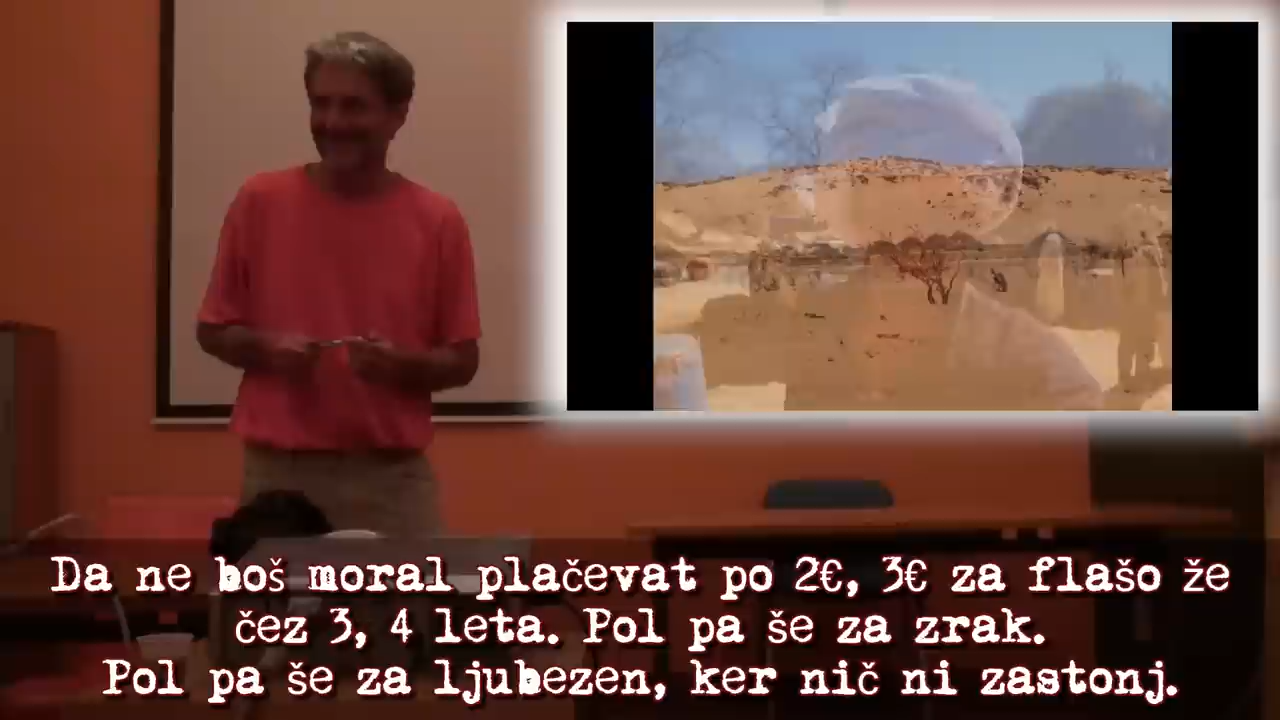 Da ne boš moral plačevat po 2€, 3€ za flašo že
čez 3, 4 leta. Pol pa še za zrak.
Pol pa še za ljubezen, ker nič ni zastonj.